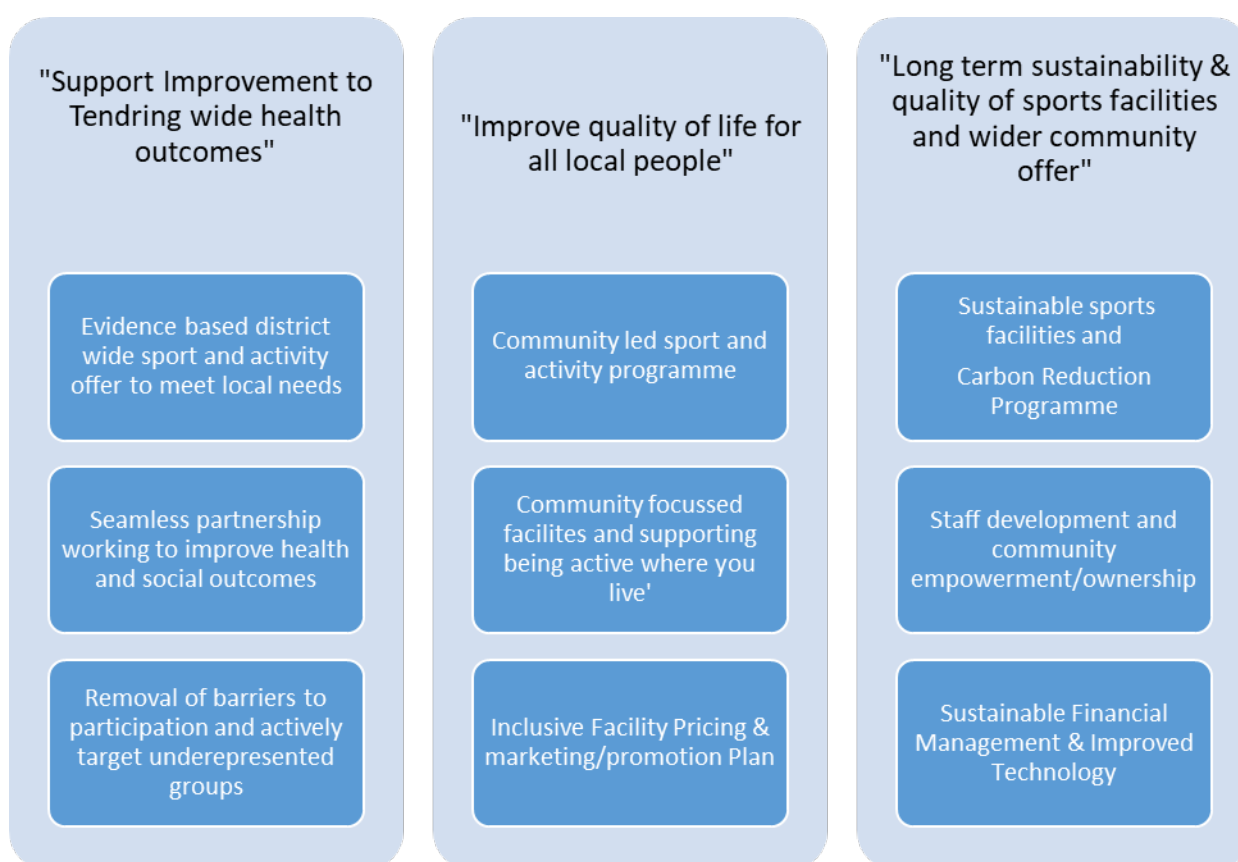 "Support Improvement to
Tendring wide health
outcomes"
Evidence based district
wide sport and activity
offer to meet local needs
Seamless partnership
working to improve health
and social outcomes
Removal of barriers to
participation and actively
target underepresented
groups
"Improve quality of life for
all local people"
Community led sport and
activity programme
Community focussed
facilites and supporting
being active where you
live'
Inclusive Facility Pricing &
marketing/promotion Plan
"Long term sustainability &
quality of sports facilities
and wider community
offer"
Sustainable sports
facilities and
Carbon Reduction
Programme
Staff development and
community
empowerment/ownership
Sustainable Financial
Management & Improved
Technology